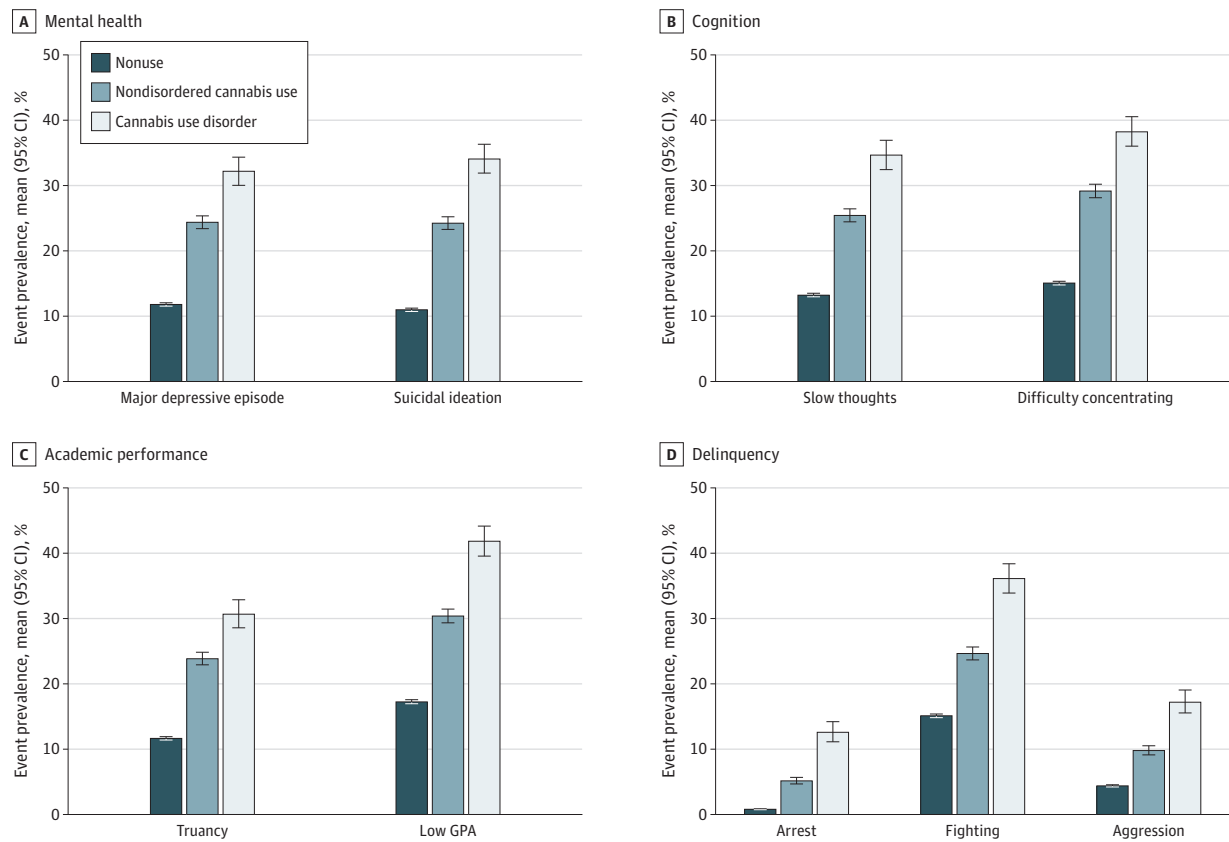 A Mental health
Event prevalence, mean (95% CI), %
50
40
30
20
10
0
Nonuse
Nondisordered cannabis use
Cannabis use disorder
Major depressive episode Suicidal ideation
B Cognition
Event prevalence, mean (95% CI), %
50
40
30
20
10
0
Slow thoughts Difficulty concentrating
C Academic performance
Event prevalence, mean (95% CI), %
50
40
30
20
10
0
Truancy Low GPA
D Delinquency
Event prevalence, mean (95% CI), %
50
40
30
20
10
0
Arrest Fighting Aggression